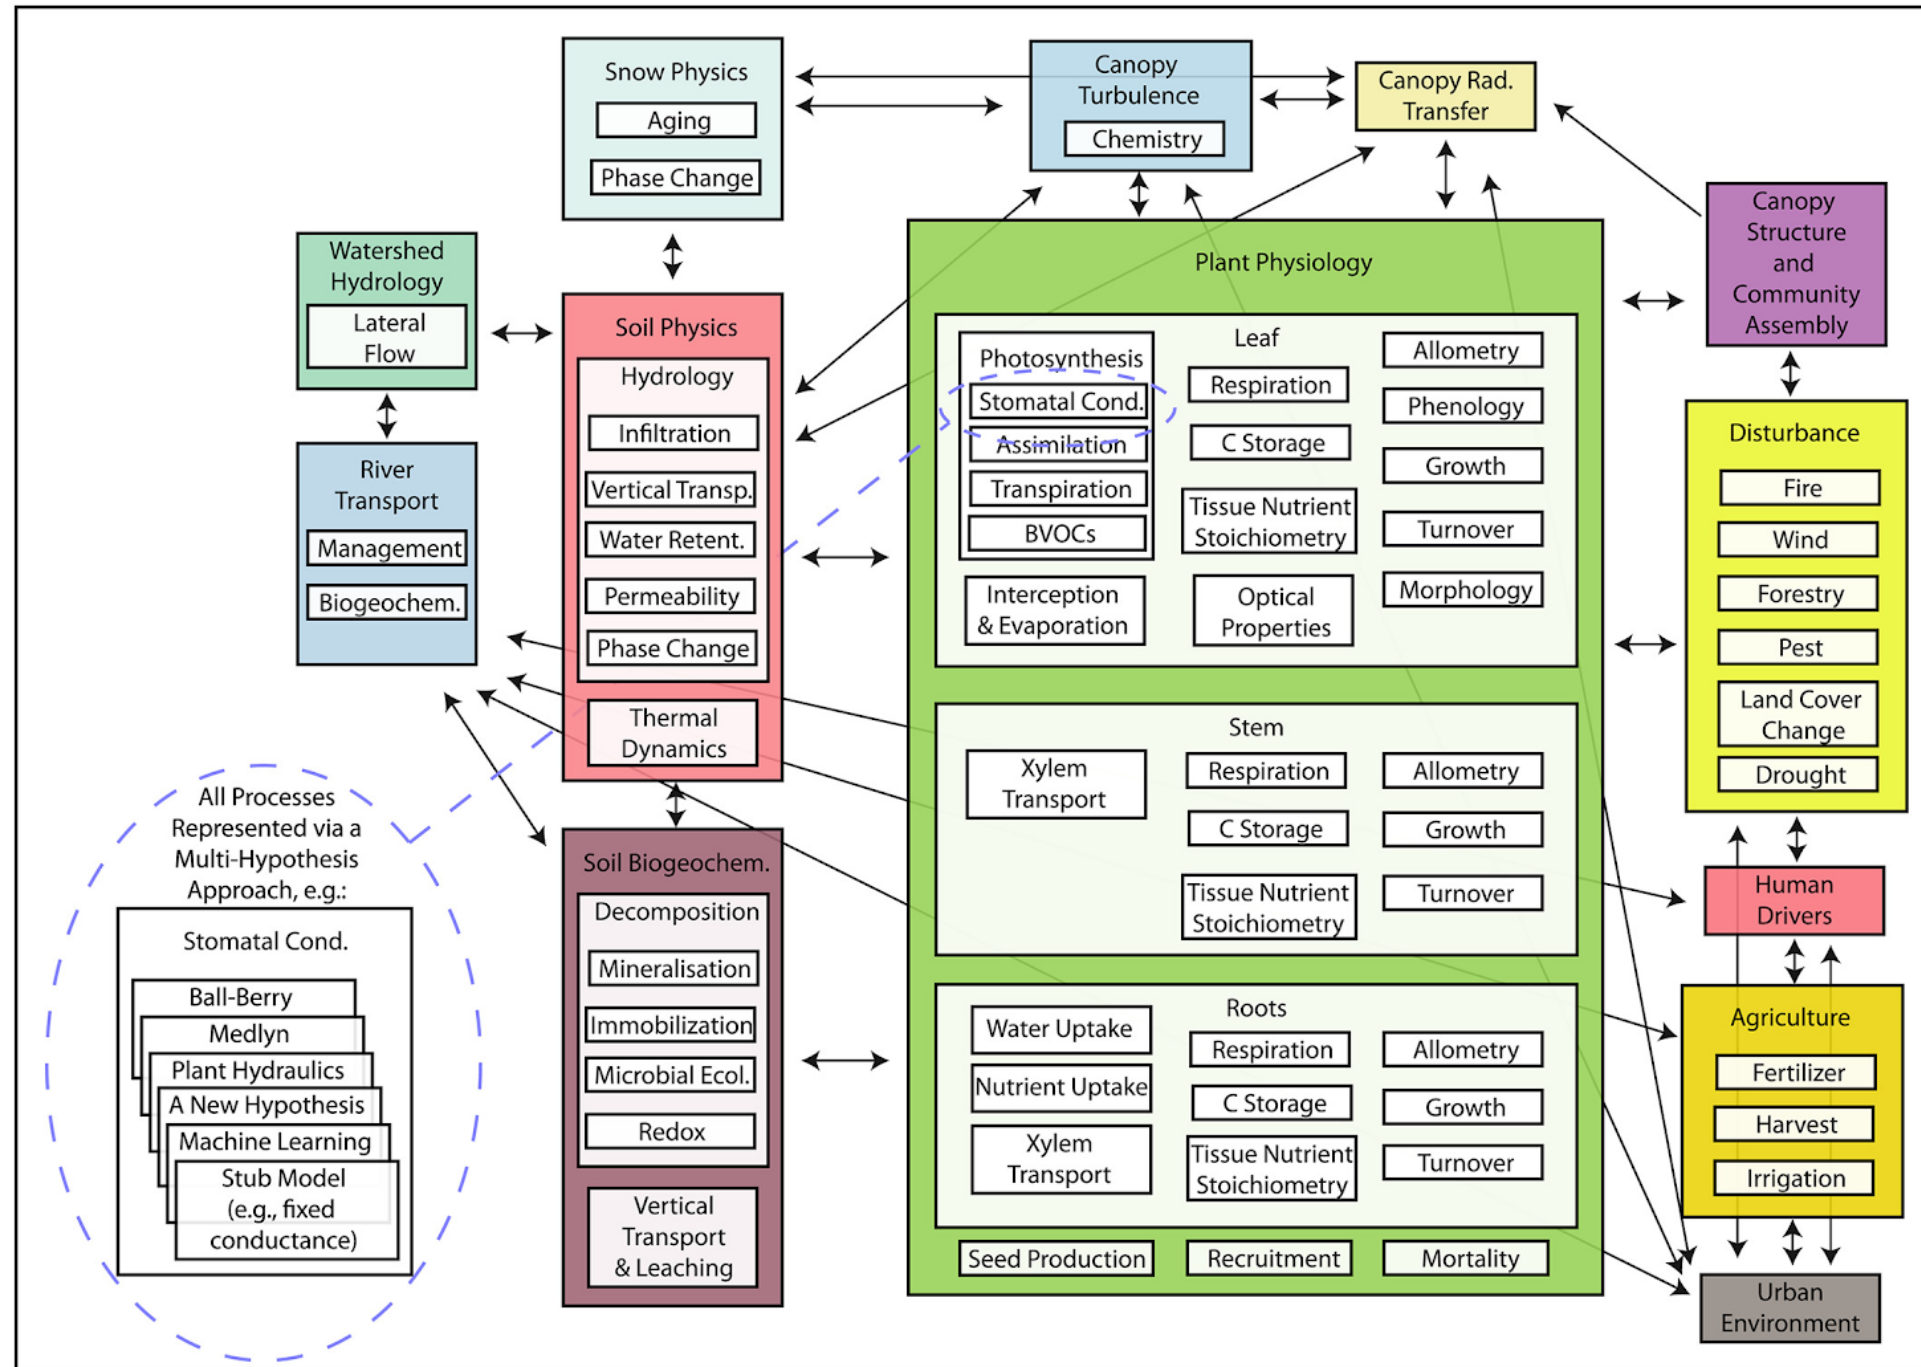 Snow Physics
Aging
Phase Change
Canopy
Turbulence
Chemistry
Canopy Rad.
Transfer
Canopy
Structure
and
Community
Assembly
Watershed
Hydrology
Lateral
Flow
River
Transport
Management
Biogeochem.
Soil Physics
Hydrology
Infiltration
Vertical Transp.
Water Retent.
Permeability
Phase Change
Thermal
Dynamics
Soil Biogeochem.
Decomposition
Mineralisation
Immobilization
Microbial Ecol.
Redox
Vertical
Transport
& Leaching
Plant Physiology
Leaf
Photosynthesis
Stomatal Cond.
Assimilation
Transpiration
BVOCs
Interception
& Evaporation
Respiration
C Storage
Tissue Nutrient
Stoichiometry
Optical
Properties
Allometry
Phenology
Growth
Turnover
Morphology
Stem
Xylem
Transport
Respiration
C Storage
Tissue Nutrient
Stoichiometry
Allometry
Growth
Turnover
Roots
Water Uptake
Nutrient Uptake
Xylem
Transport
Respiration
C Storage
Tissue Nutrient
Stoichiometry
Allometry
Growth
Turnover
Seed Production
Recruitment
Mortality
Disturbance
Fire
Wind
Forestry
Pest
Land Cover
Change
Drought
Human
Drivers
Agriculture
Fertilizer
Harvest
Irrigation
Urban
Environment
All Processes
Represented via a
Multi-Hypothesis
Approach, e.g.:
Stomatal Cond.
Ball-Berry
Medlyn
Plant Hydraulics
A New Hypothesis
Machine Learning
Stub Model
(e.g., fixed
conductance)